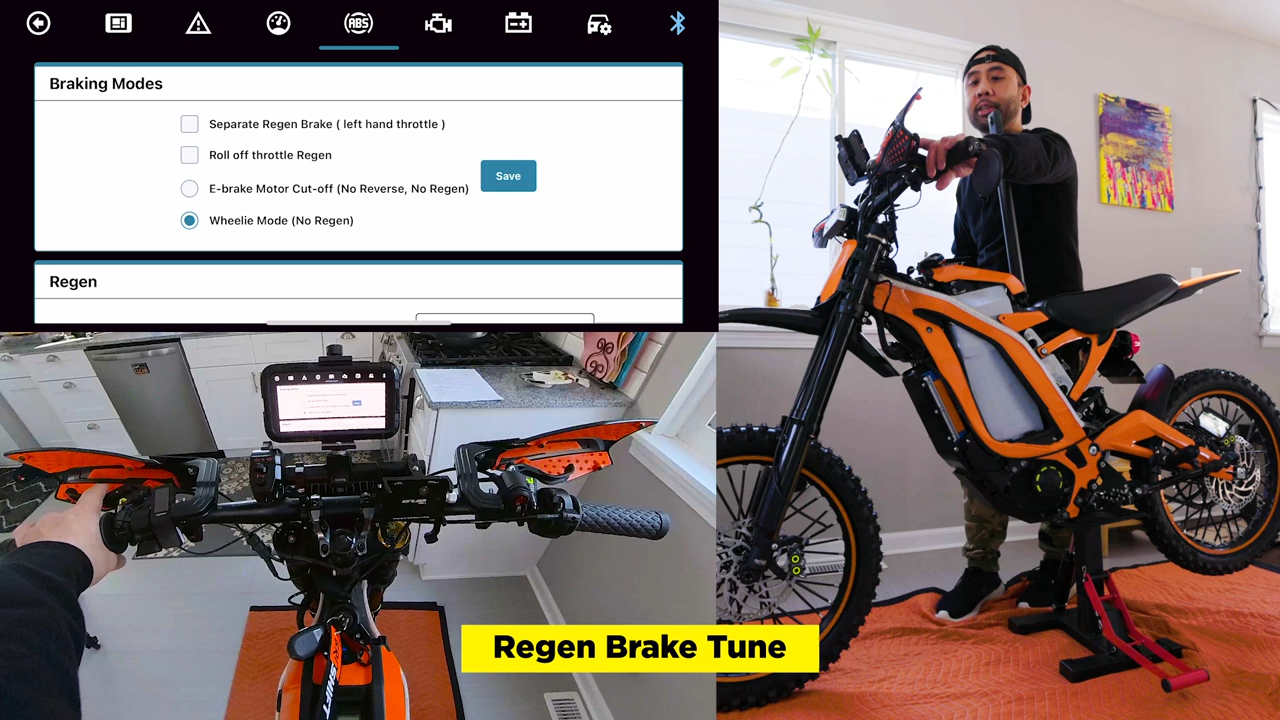 ABS
Braking Modes
Separate Regen Brake ( left hand throttle )
Roll off throttle Regen
E-brake Motor Cut-off (No Reverse, No Regen)
Save
Wheelie Mode (No Regen)
Regen
Regen Brake Tune